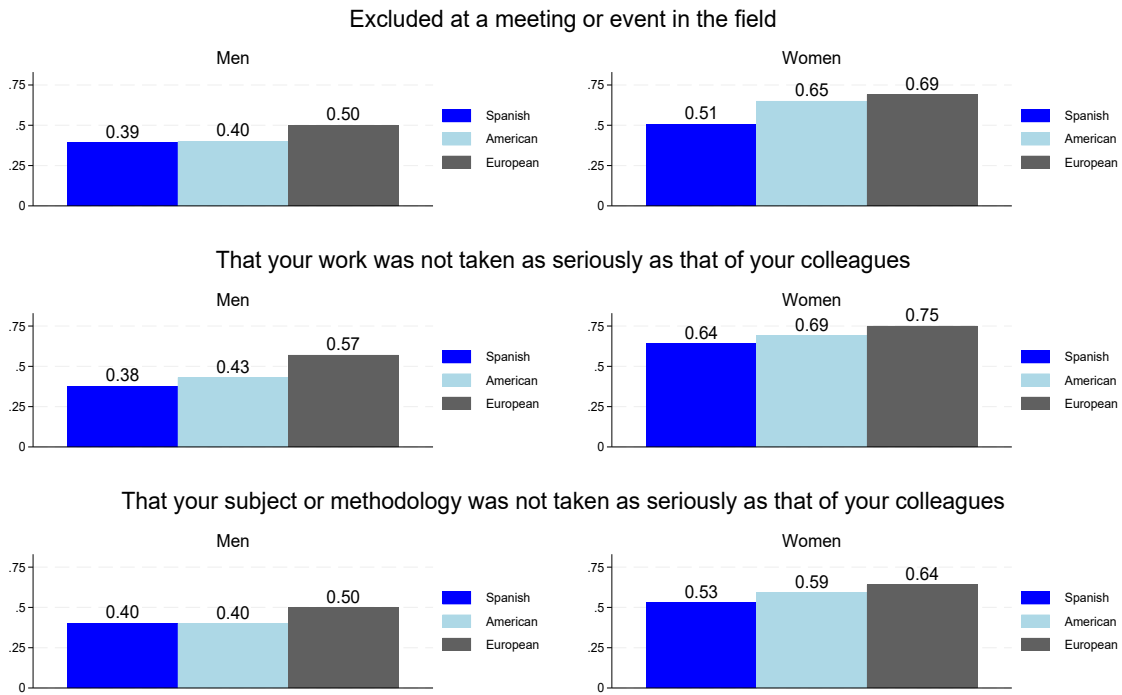 Excluded at a meeting or event in the field
Men
.75
.5
.25
0
0.39
0.40
0.50
Spanish
American
European
Women
.75
.5
.25
0
0.51
0.65
0.69
Spanish
American
European
That your work was not taken as seriously as that of your colleagues
Men
.75
.5
.25
0
0.38
0.43
0.57
Spanish
American
European
Women
.75
.5
.25
0
0.64
0.69
0.75
Spanish
American
European
That your subject or methodology was not taken as seriously as that of your colleagues
Men
.75
.5
.25
0
0.40
0.40
0.50
Spanish
American
European
Women
.75
.5
.25
0
0.53
0.59
0.64
Spanish
American
European